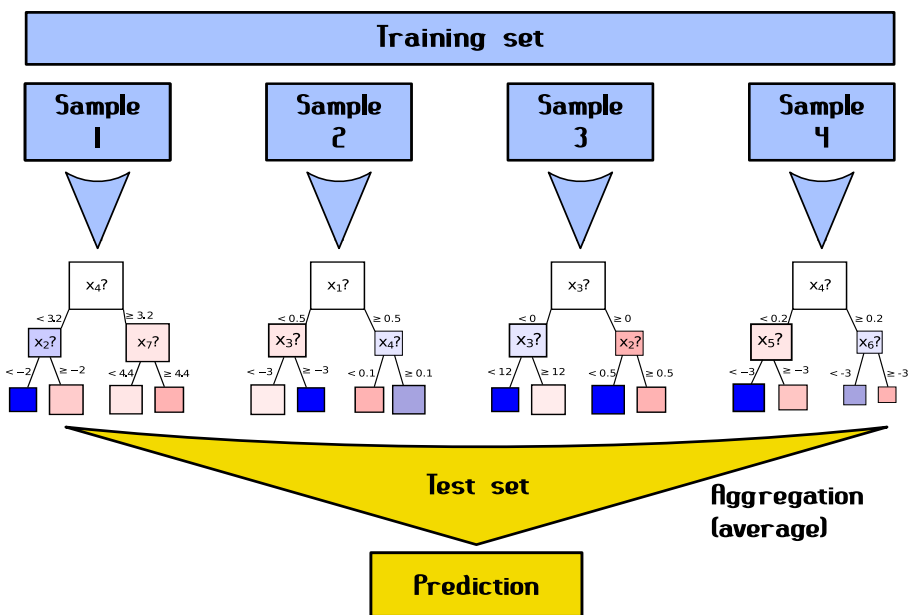 Training set
Sample
1
Sample
2
Sample
3
Sample
4
x₄?
x₁?
x₃?
x₄?
< 3.2
≥ 3.2
< 0.5
≥ 0.5
< 0
≥ 0
< 0.2
≥ 0.2
x₂?
x₇?
x₃?
x₄?
x₃?
x₂?
x₅?
x₆?
< −2
≥ −2
< 4.4
≥ 4.4
< −3
≥ −3
< 0.1
≥ 0.1
< 12
≥ 12
< 0.5
≥ 0.5
< −3
≥ −3
< -3
≥ -3
Test set
Aggregation
(average)
Prediction